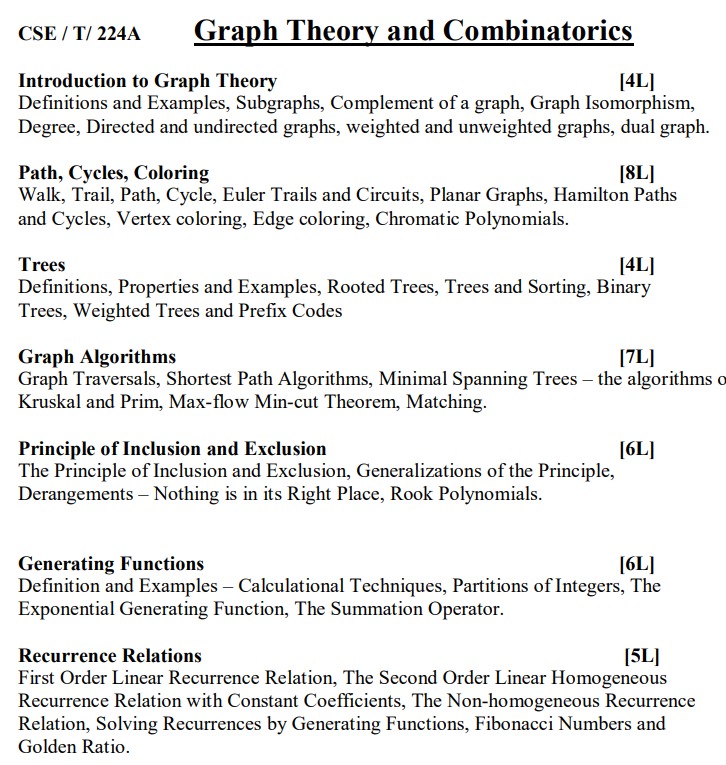 CSE / T/ 224A Graph Theory and Combinatorics
Introduction to Graph Theory [4L]
Definitions and Examples, Subgraphs, Complement of a graph, Graph Isomorphism,
Degree, Directed and undirected graphs, weighted and unweighted graphs, dual graph.
Path, Cycles, Coloring [8L]
Walk, Trail, Path, Cycle, Euler Trails and Circuits, Planar Graphs, Hamilton Paths
and Cycles, Vertex coloring, Edge coloring, Chromatic Polynomials.
Trees [4L]
Definitions, Properties and Examples, Rooted Trees, Trees and Sorting, Binary
Trees, Weighted Trees and Prefix Codes
Graph Algorithms [7L]
Graph Traversals, Shortest Path Algorithms, Minimal Spanning Trees – the algorithms
Kruskal and Prim, Max-flow Min-cut Theorem, Matching.
Principle of Inclusion and Exclusion [6L]
The Principle of Inclusion and Exclusion, Generalizations of the Principle,
Derangements – Nothing is in its Right Place, Rook Polynomials.
Generating Functions [6L]
Definition and Examples – Calculational Techniques, Partitions of Integers, The
Exponential Generating Function, The Summation Operator.
Recurrence Relations [5L]
First Order Linear Recurrence Relation, The Second Order Linear Homogeneous
Recurrence Relation with Constant Coefficients, The Non-homogeneous Recurrence
Relation, Solving Recurrences by Generating Functions, Fibonacci Numbers and
Golden Ratio.